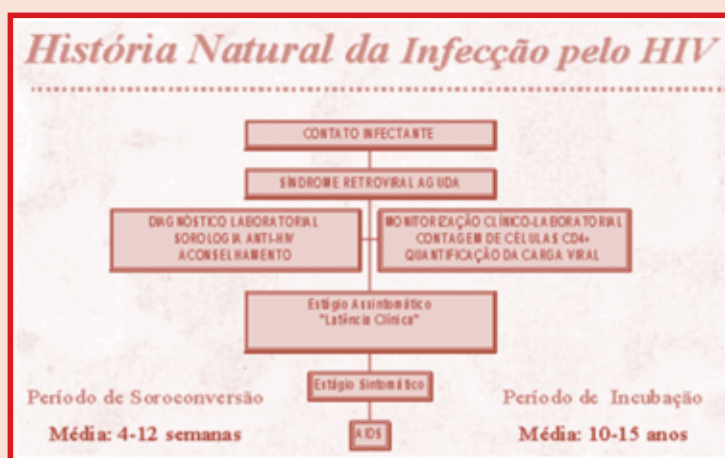 História Natural da Infecção pelo HIV
CONTATO INFECTANTE
SÍNDROME RETROVIRAL AGUDA
DIAGNÓSTICO LABORATORIAL
SOROLOGIA ANTI-HIV
ACONSELHAMENTO
MONITORIZAÇÃO CLÍNICO-LABORATORIAL
CONTAGEM DE CÉLULAS CD4+
QUANTIFICAÇÃO DA CARGA VIRAL
Estágio Assintomático
"Latência Clínica"
Estágio Sintomático
AIDS
Período de Soroconversão
Média: 4-12 semanas
Período de Incubação
Média: 10-15 anos